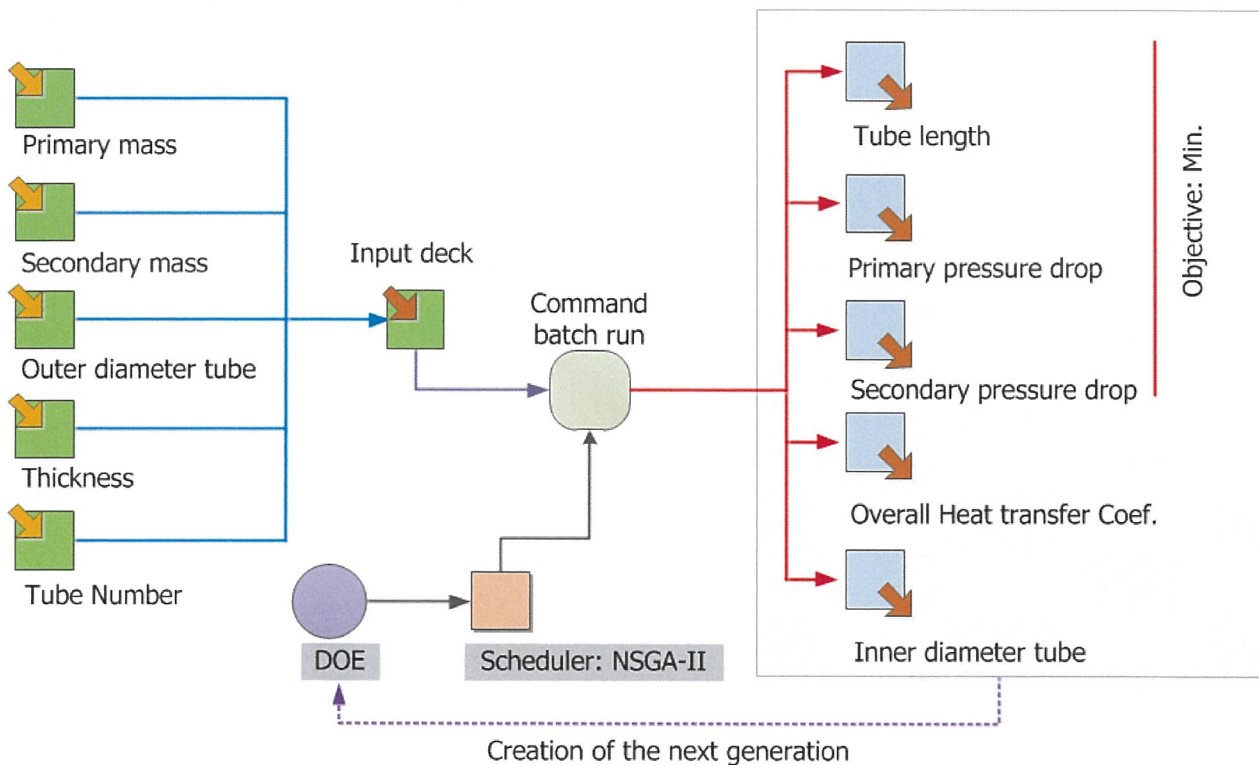 Primary mass
Secondary mass
Outer diameter tube
Thickness
Tube Number
Input deck
Command
batch run
DOE
Scheduler: NSGA-II
Tube length
Primary pressure drop
Secondary pressure drop
Overall Heat transfer Coef.
Inner diameter tube
Objective: Min.
Creation of the next generation